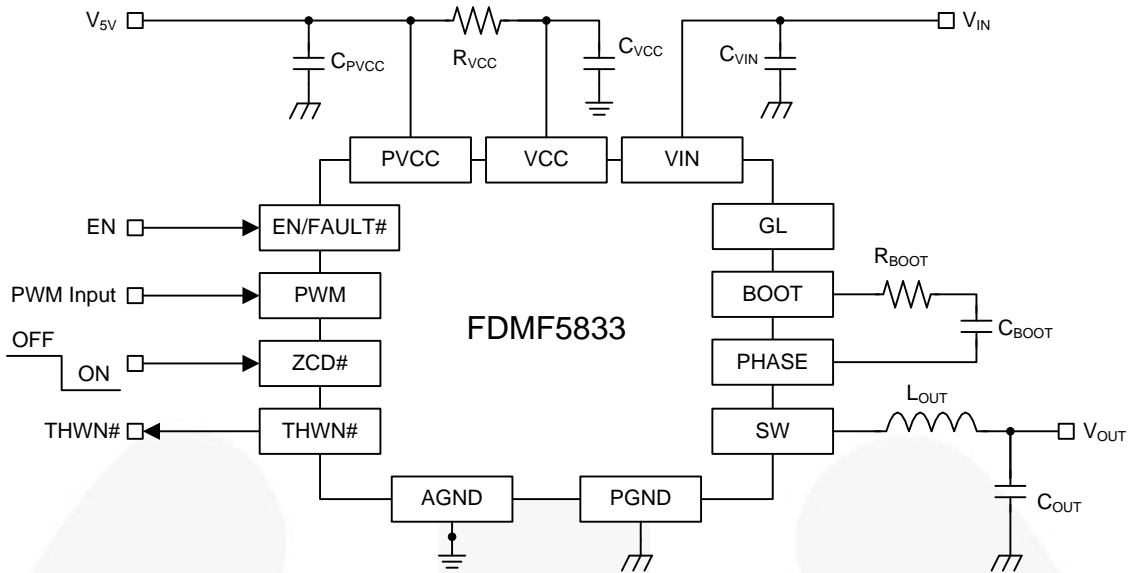 V5V
RVCC
CPVCC
CVCC
CVIN
VIN
PVCC
VCC
VIN
EN
EN/FAULT#
GL
RBOOT
PWM Input
PWM
BOOT
FDMF5833
CBOOT
OFF
ON
ZCD#
PHASE
LOUT
THWN#
THWN#
SW
VOUT
AGND
PGND
COUT